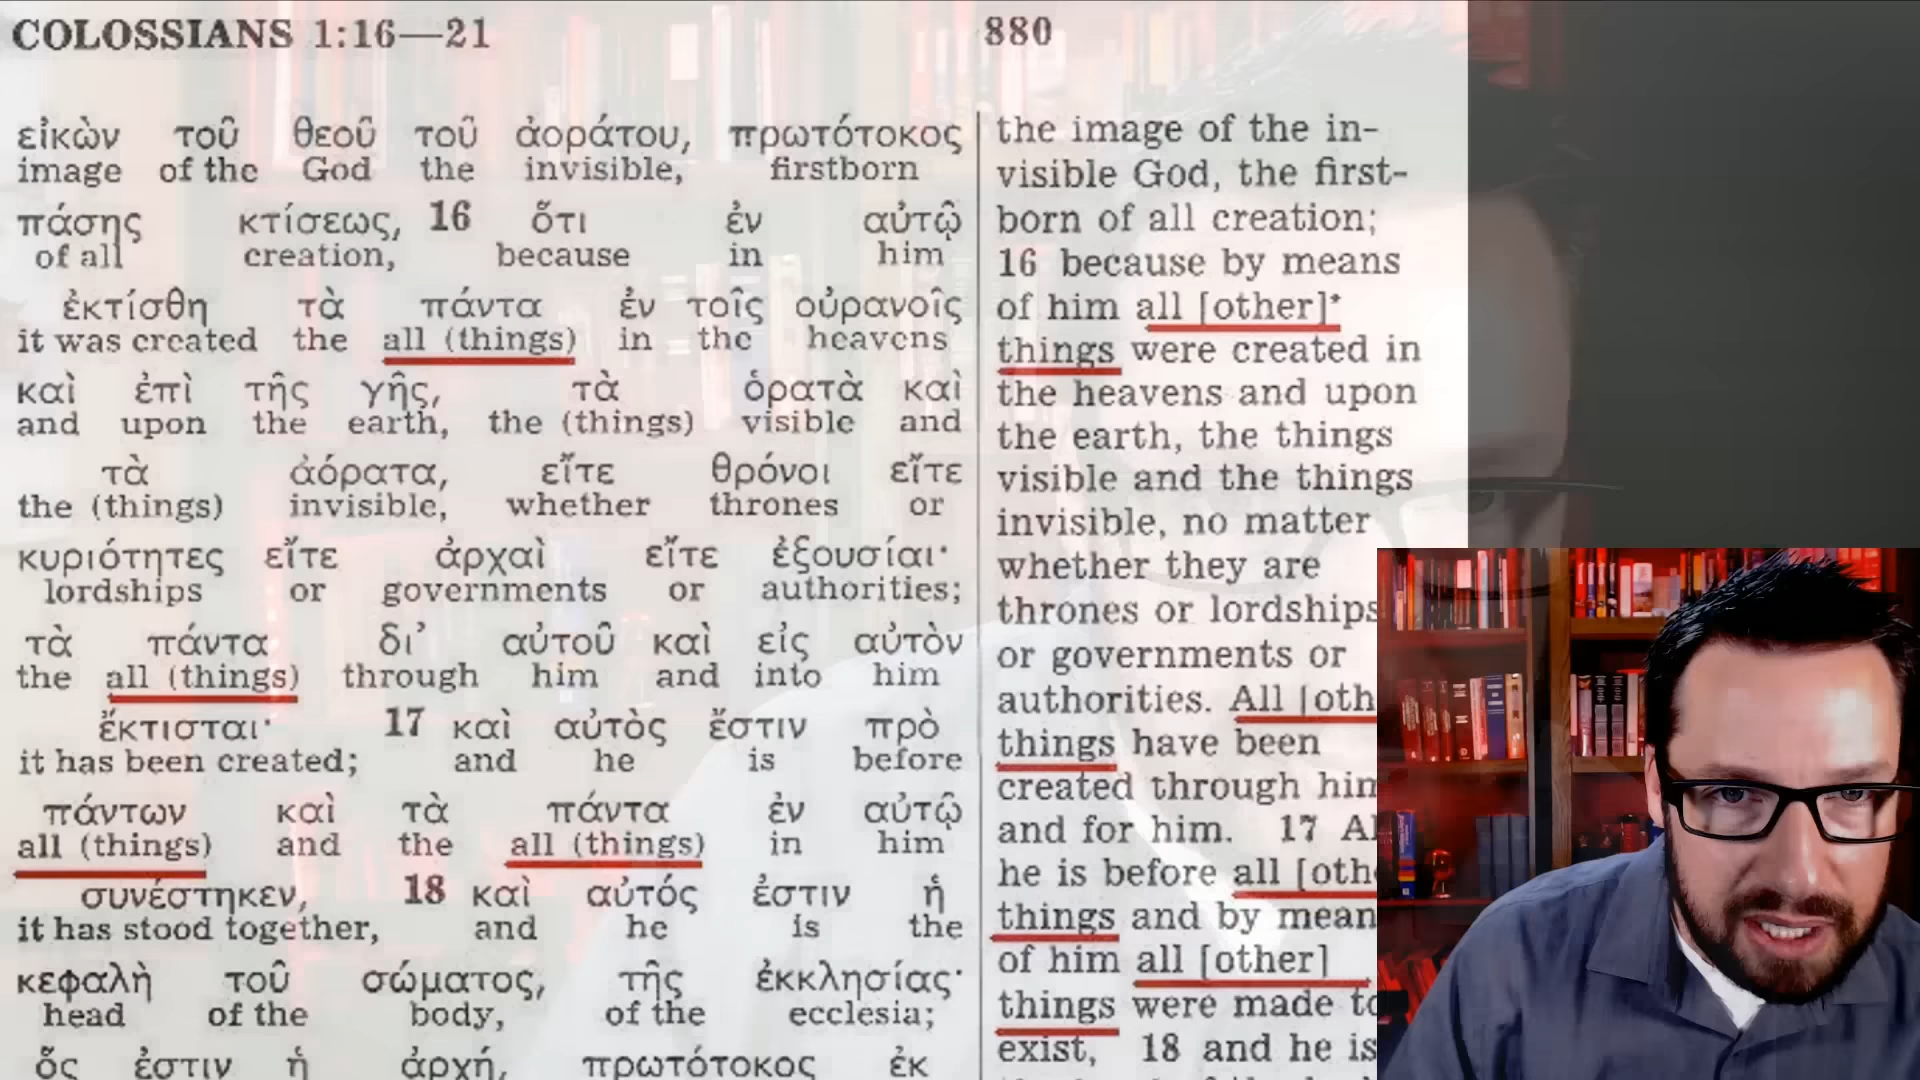 COLOSSIANS 1:16—21 880
εἰκὼν τοῦ θεοῦ τοῦ ἀοράτου, πρωτότοκος
image of the God the invisible, firstborn
πάσης κτίσεως, 16 ὅτι ἐν αὐτῷ
of all creation, because in him
ἐκτίσθη τὰ πάντα ἐν τοῖς οὐρανοῖς
it was created the all (things) in the heavens
καὶ ἐπὶ τῆς γῆς, τὰ ὁρατὰ καὶ
and upon the earth, the (things) visible and
τὰ ἀόρατα, εἴτε θρόνοι εἴτε
the (things) invisible, whether thrones or
κυριότητες εἴτε ἀρχαὶ εἴτε ἐξουσίαι·
lordships or governments or authorities;
τὰ πάντα δι' αὐτοῦ καὶ εἰς αὐτὸν
the all (things) through him and into him
ἔκτισται· 17 καὶ αὐτὸς ἔστιν πρὸ
it has been created; and he is before
πάντων καὶ τὰ πάντα ἐν αὐτῷ
all (things) and the all (things) in him
συνέστηκεν, 18 καὶ αὐτός ἐστιν ἡ
it has stood together, and he is the
κεφαλὴ τοῦ σώματος, τῆς ἐκκλησίας·
head of the body, of the ecclesia;
ὅς ἐστιν ἡ ἀρχή, πρωτότοκος ἐκ
the image of the in-
visible God, the first-
born of all creation;
16 because by means
of him all [other]*
things were created in
the heavens and upon
the earth, the things
visible and the things
invisible, no matter
whether they are
thrones or lordships
or governments or
authorities. All [oth
things have been
created through him
and for him. 17 Al
he is before all [oth
things and by mean
of him all [other]
things were made to
exist, 18 and he is